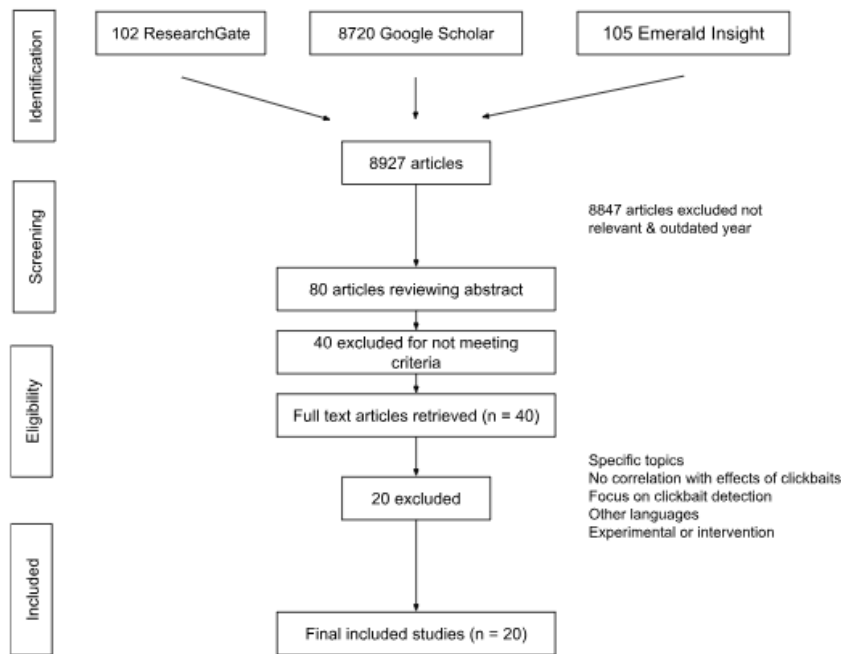 Identification
102 ResearchGate
8720 Google Scholar
105 Emerald Insight
8927 articles
Screening
8847 articles excluded not
relevant & outdated year
80 articles reviewing abstract
Eligibility
40 excluded for not meeting
criteria
Full text articles retrieved (n = 40)
20 excluded
Specific topics
No correlation with effects of clickbaits
Focus on clickbait detection
Other languages
Experimental or intervention
Included
Final included studies (n = 20)